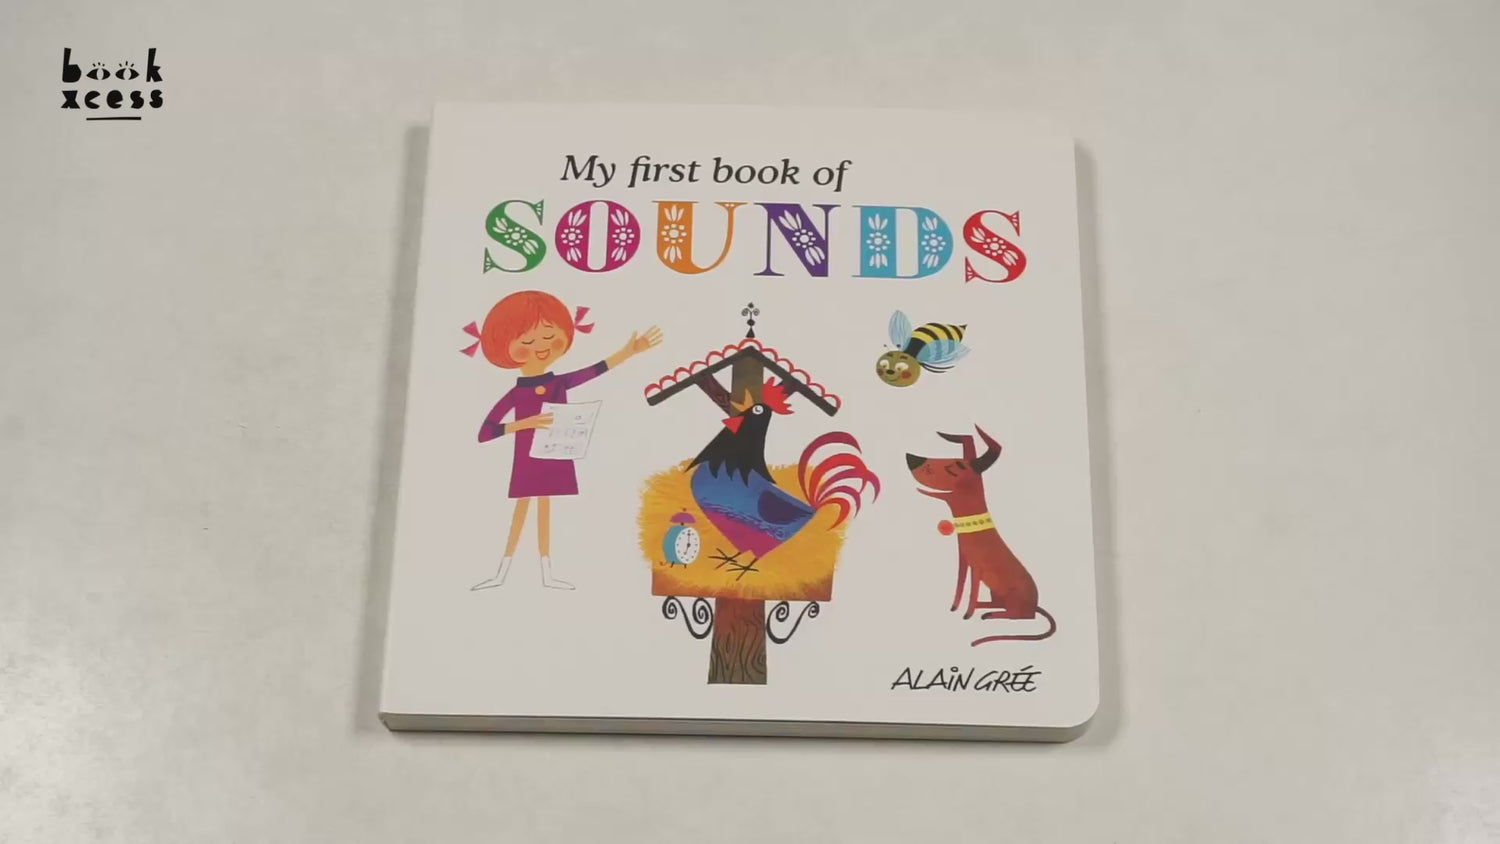 book
xcess
My first book of
SOUNDS
ALAiN GRÉE